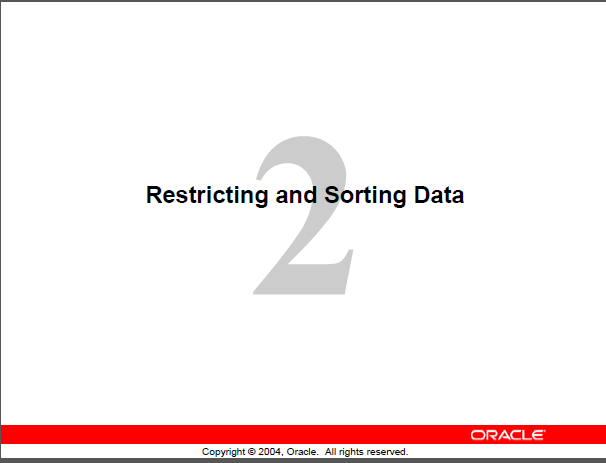 2
Restricting and Sorting Data
ORACLE
Copyright © 2004, Oracle. All rights reserved.